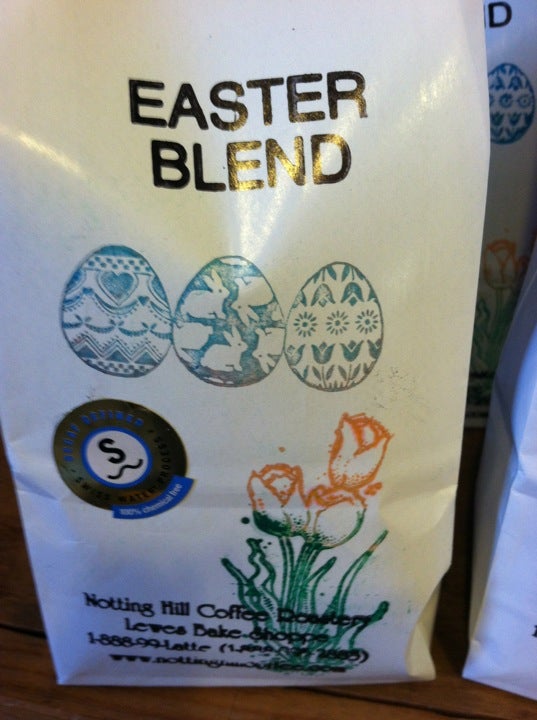 EASTER
BLEND
ND
SWISS WATER PROCESS
S
100% chemical free
Notting Hill Coffee Roastery
Lewes Bake Shoppe
1-888-99-Latte